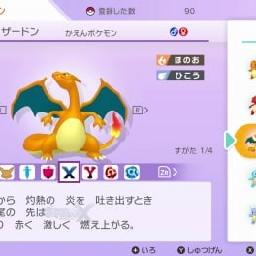 ン
登録した数 90
ザードン
かえんポケモン
ほのお
ひこう
すがた 1/4
X Y ZR
から 灼熱の 炎を 吐き出すとき
尾の 先は
赤く 激しく 燃え上がる。
いろ Y しゅつげん